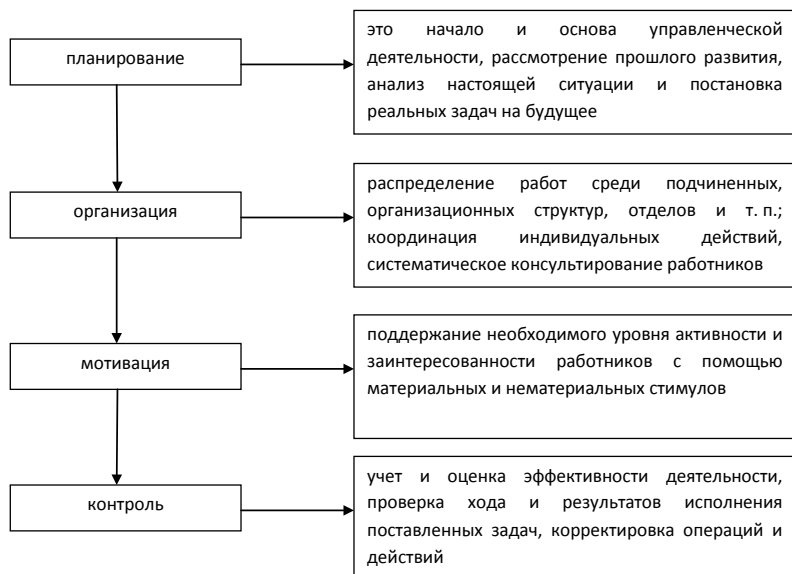 планирование
это начало и основа управленческой
деятельности, рассмотрение прошлого развития,
анализ настоящей ситуации и постановка
реальных задач на будущее
организация
распределение работ среди подчиненных,
организационных структур, отделов и т. п.;
координация индивидуальных действий,
систематическое консультирование работников
мотивация
поддержание необходимого уровня активности и
заинтересованности работников с помощью
материальных и нематериальных стимулов
контроль
учет и оценка эффективности деятельности,
проверка хода и результатов исполнения
поставленных задач, корректировка операций и
действий